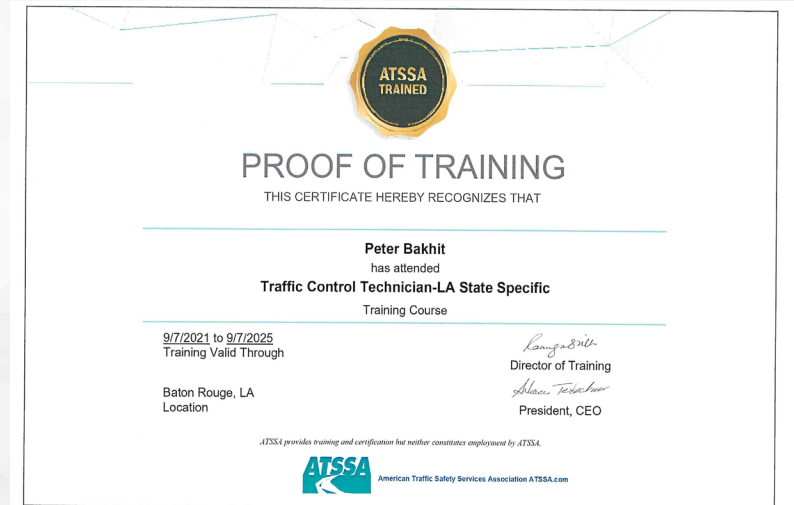 ATSSA
TRAINED
PROOF OF TRAINING
THIS CERTIFICATE HEREBY RECOGNIZES THAT
Peter Bakhit
has attended
Traffic Control Technician-LA State Specific
Training Course
9/7/2021 to 9/7/2025
Training Valid Through
Director of Training
Baton Rouge, LA
Location
President, CEO
ATSSA provides training and certification but neither constitutes employment by ATSSA.
ATSSA
American Traffic Safety Services Association ATSSA.com